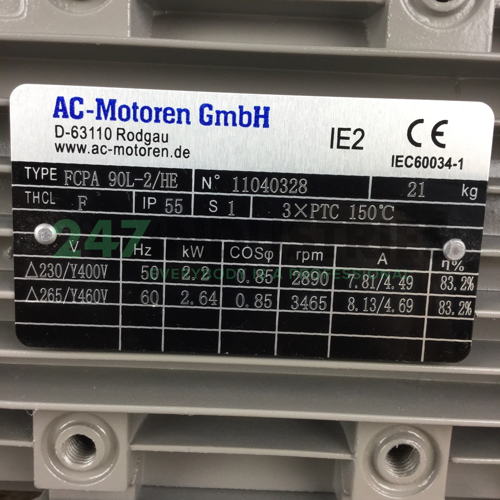 AC-Motoren GmbH
D-63110 Rodgau
www.ac-motoren.de
IE2
CE
IEC60034-1
TYPE FCPA 90L-2/HE N° 11040328 21 kg
THCL F IP 55 S 1 3×PTC 150℃
247
V Hz kW COSφ rpm A η%
△230/Y400V 50 2.2 0.85 2890 7.81/4.49 83.2%
△265/Y460V 60 2.64 0.85 3465 8.13/4.69 83.2%